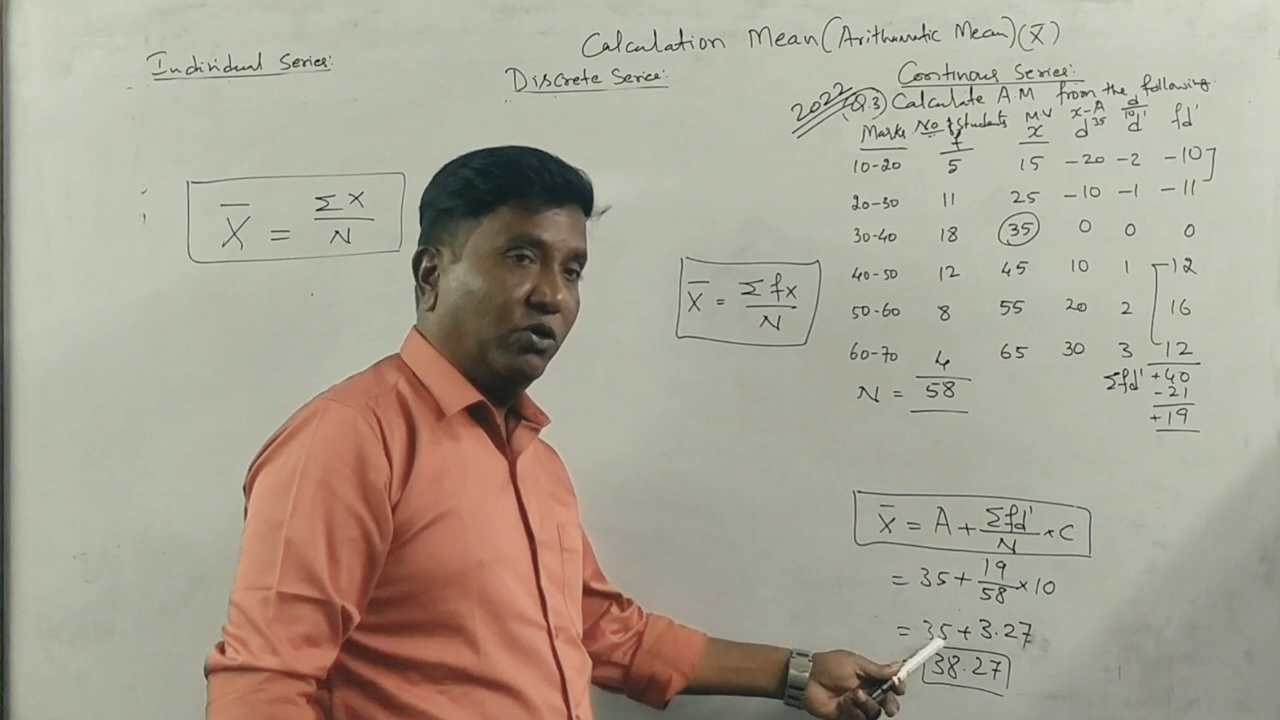 Calculation Mean (Arithamatic Mean) (X̄)
Individual Series:
X̄ = ΣX / N
Discrete Series:
X̄ = Σfx / N
Continous Series:
2022 (Q.3) Calculate A.M from the following.
Marks No of Students f M.V x x-A d 35 d/10 d' fd'
10-20 5 15 -20 -2 -10
20-30 11 25 -10 -1 -11
30-40 18 35 0 0 0
40-50 12 45 10 1 12
50-60 8 55 20 2 16
60-70 4 65 30 3 12
N = 58 Σfd' +40
-21
+19
X̄ = A + Σfd' / N × C
= 35 + 19/58 × 10
= 35 + 3.27
38.27